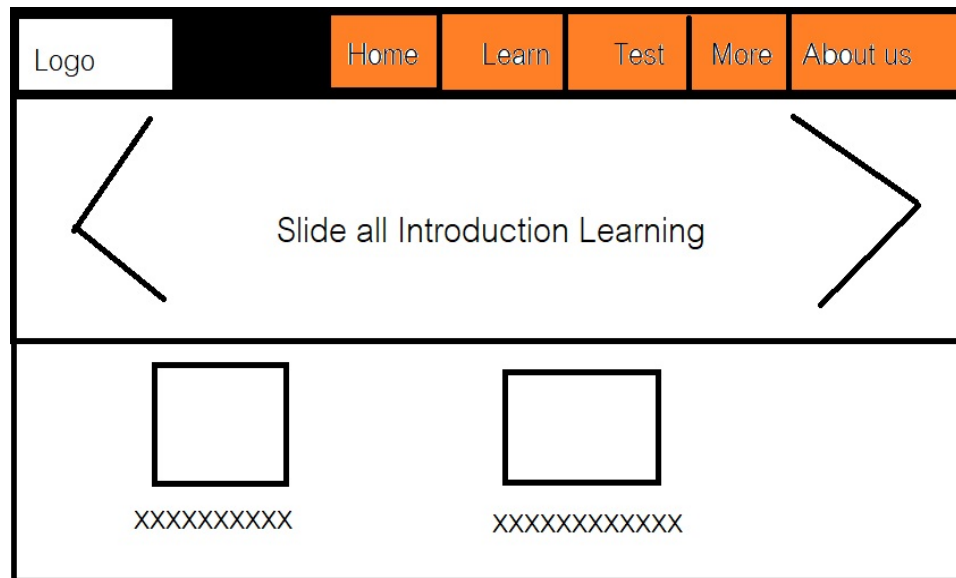 Logo Home Learn Test More About us
Slide all Introduction Learning
XXXXXXXXXX XXXXXXXXXXXX